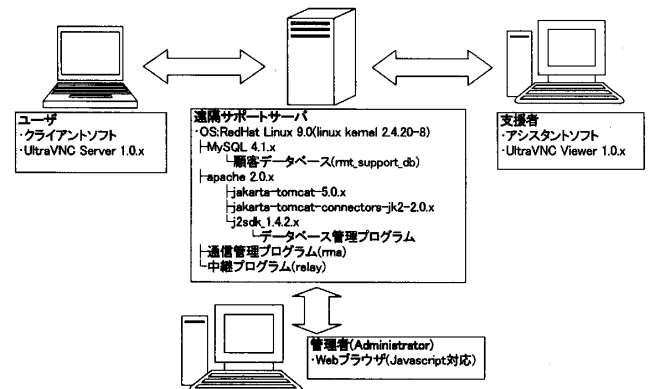 ユーザ
・クライアントソフト
・UltraVNC Server 1.0.x
遠隔サポートサーバ
・OS:RedHat Linux 9.0(linux kernel 2.4.20-8)
├MySQL 4.1.x
└顧客データベース(rmt_support_db)
├apache 2.0.x
├jakarta-tomcat-5.0.x
├jakarta-tomcat-connectors-jk2-2.0.x
└j2sdk_1.4.2.x
└データベース管理プログラム
├通信管理プログラム(rma)
└中継プログラム(relay)
支援者
・アシスタントソフト
・UltraVNC Viewer 1.0.x
管理者(Administrator)
・Webブラウザ(Javascript対応)